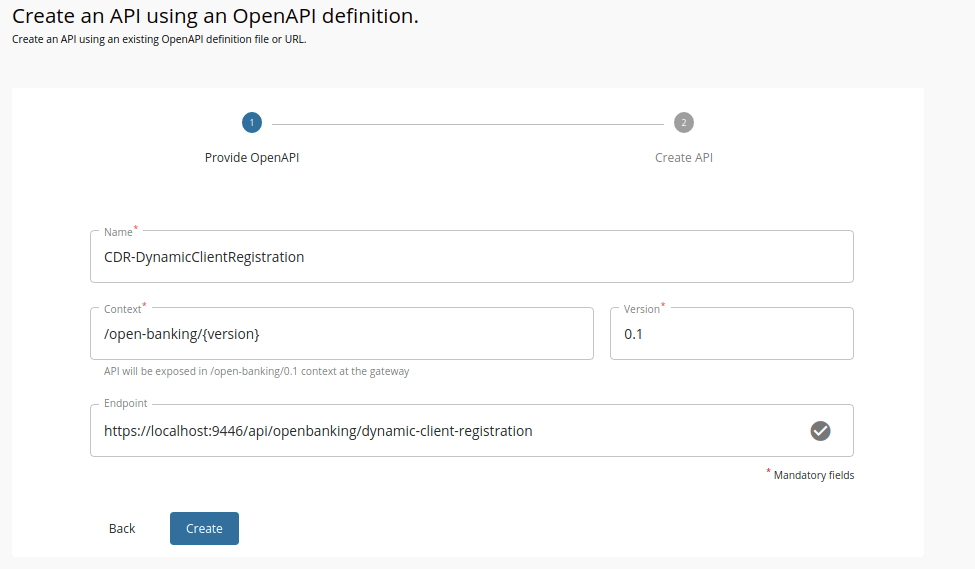 Create an API using an OpenAPI definition.
Create an API using an existing OpenAPI definition file or URL.
1
2
Provide OpenAPI
Create API
Name*
CDR-DynamicClientRegistration
Context*
Version*
/open-banking/{version}
0.1
API will be exposed in /open-banking/0.1 context at the gateway
Endpoint
https://localhost:9446/api/openbanking/dynamic-client-registration
* Mandatory fields
Back
Create